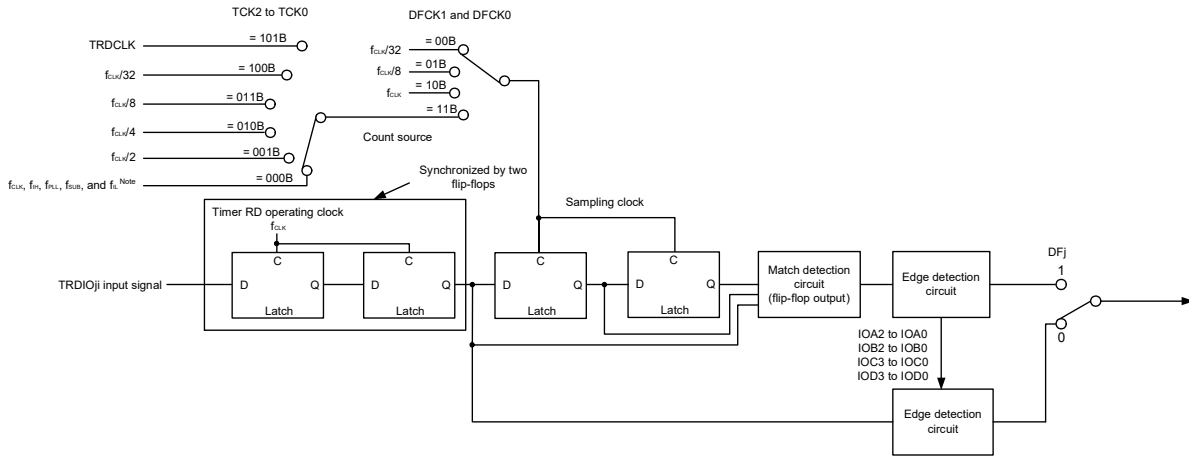 TCK2 to TCK0
DFCK1 and DFCK0
TRDCLK
= 101B
fCLK/32
= 100B
fCLK/8
= 011B
fCLK/4
= 010B
fCLK/2
= 001B
fCLK, fIH, fPLL, fSUB, and fIL Note
= 000B
fCLK/32
= 00B
fCLK/8
= 01B
fCLK
= 10B
= 11B
Count source
Synchronized by two
flip-flops
Timer RD operating clock
fCLK
Sampling clock
TRDIOji input signal
C
D
Q
Latch
C
D
Q
Latch
C
D
Q
Latch
C
D
Q
Latch
Match detection
circuit
(flip-flop output)
Edge detection
circuit
DFj
1
0
IOA2 to IOA0
IOB2 to IOB0
IOC3 to IOC0
IOD3 to IOD0
Edge detection
circuit